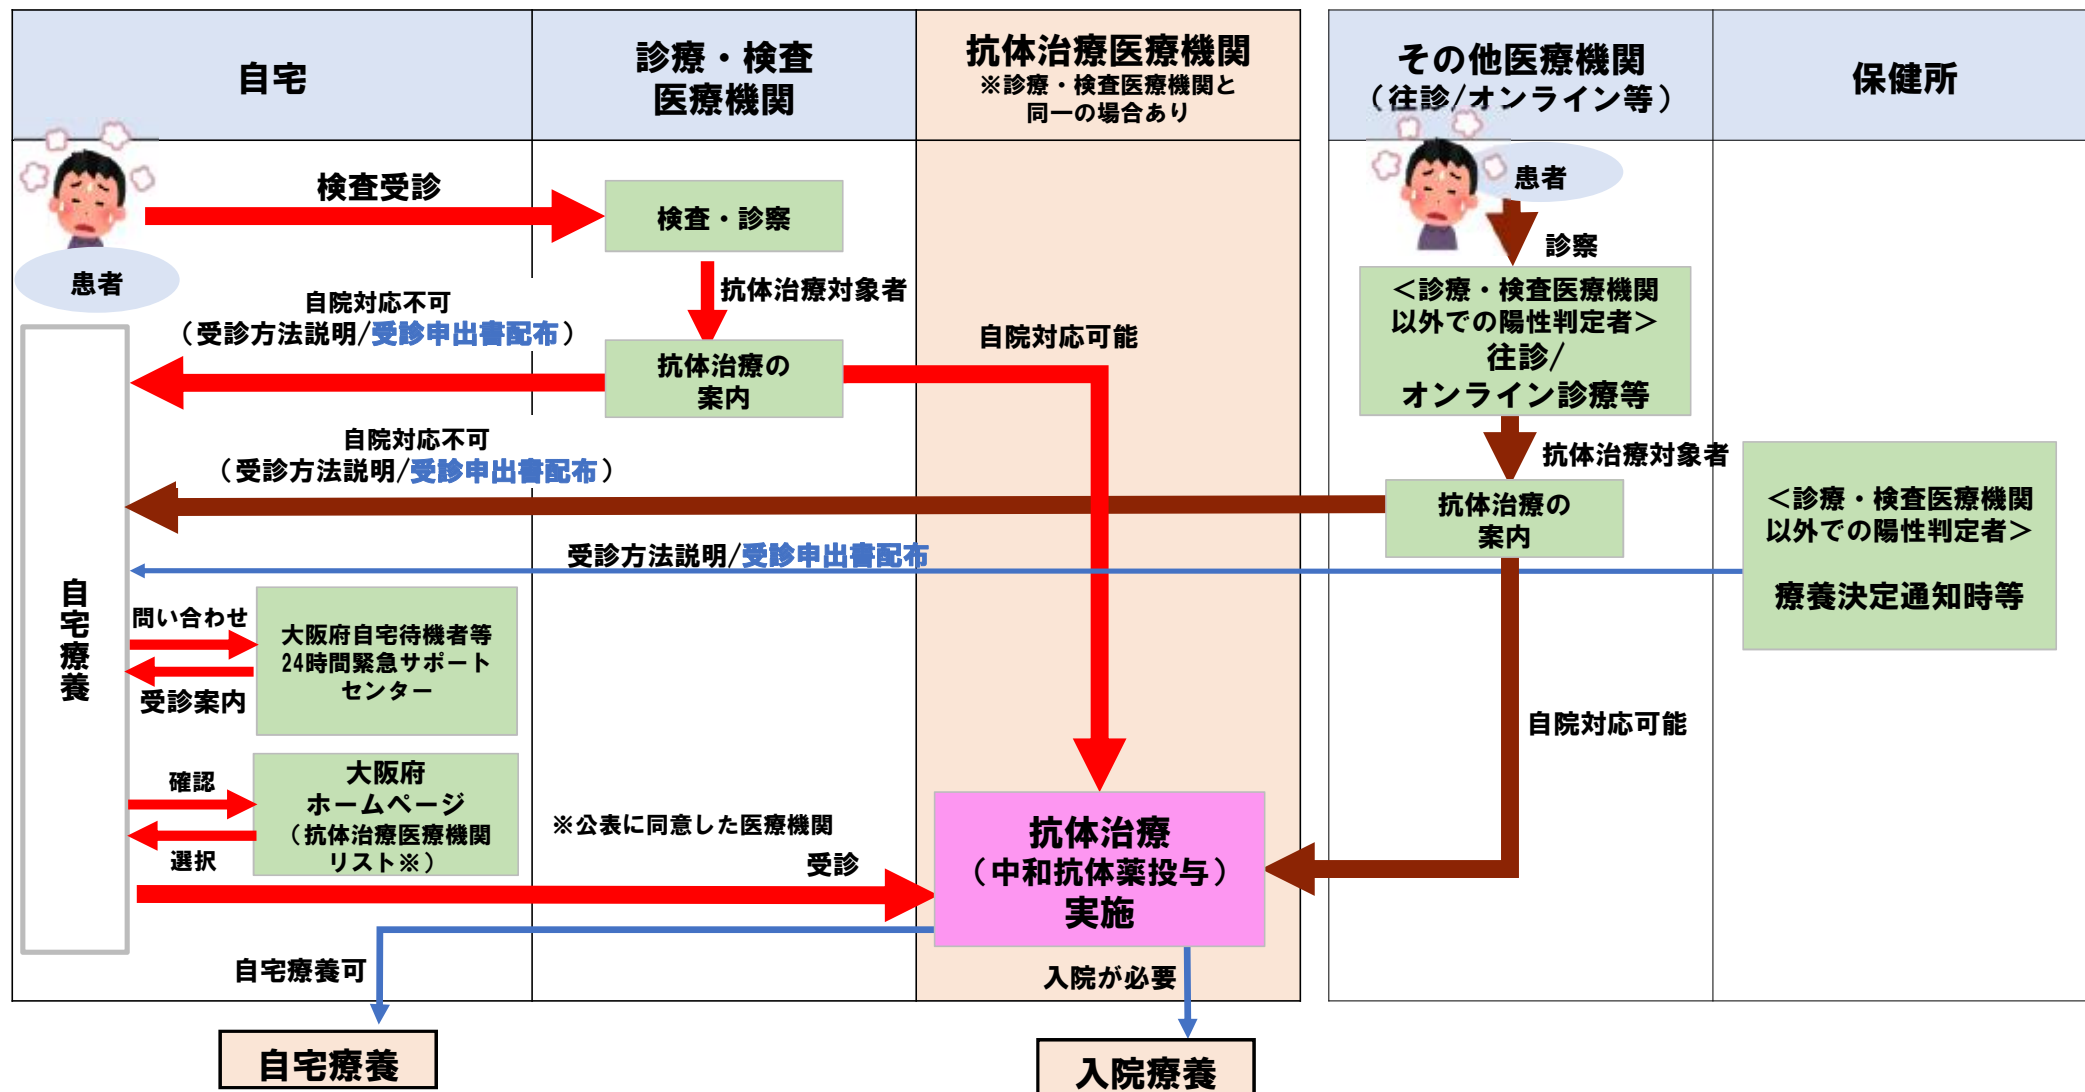 自宅
診療・検査
医療機関
抗体治療医療機関
※診療・検査医療機関と
同一の場合あり
その他医療機関
（往診/オンライン等）
保健所
患者
検査受診
検査・診察
抗体治療対象者
自院対応不可
（受診方法説明/受診申出書配布）
抗体治療の
案内
自院対応可能
患者
診察
＜診療・検査医療機関
以外での陽性判定者＞
往診/
オンライン診療等
抗体治療対象者
自院対応不可
（受診方法説明/受診申出書配布）
抗体治療の
案内
＜診療・検査医療機関
以外での陽性判定者＞
療養決定通知時等
受診方法説明/受診申出書配布
自宅療養
問い合わせ
受診案内
大阪府自宅待機者等
24時間緊急サポート
センター
確認
選択
大阪府
ホームページ
（抗体治療医療機関
リスト※）
※公表に同意した医療機関
受診
自院対応可能
抗体治療
（中和抗体薬投与）
実施
自宅療養可
入院が必要
自宅療養
入院療養